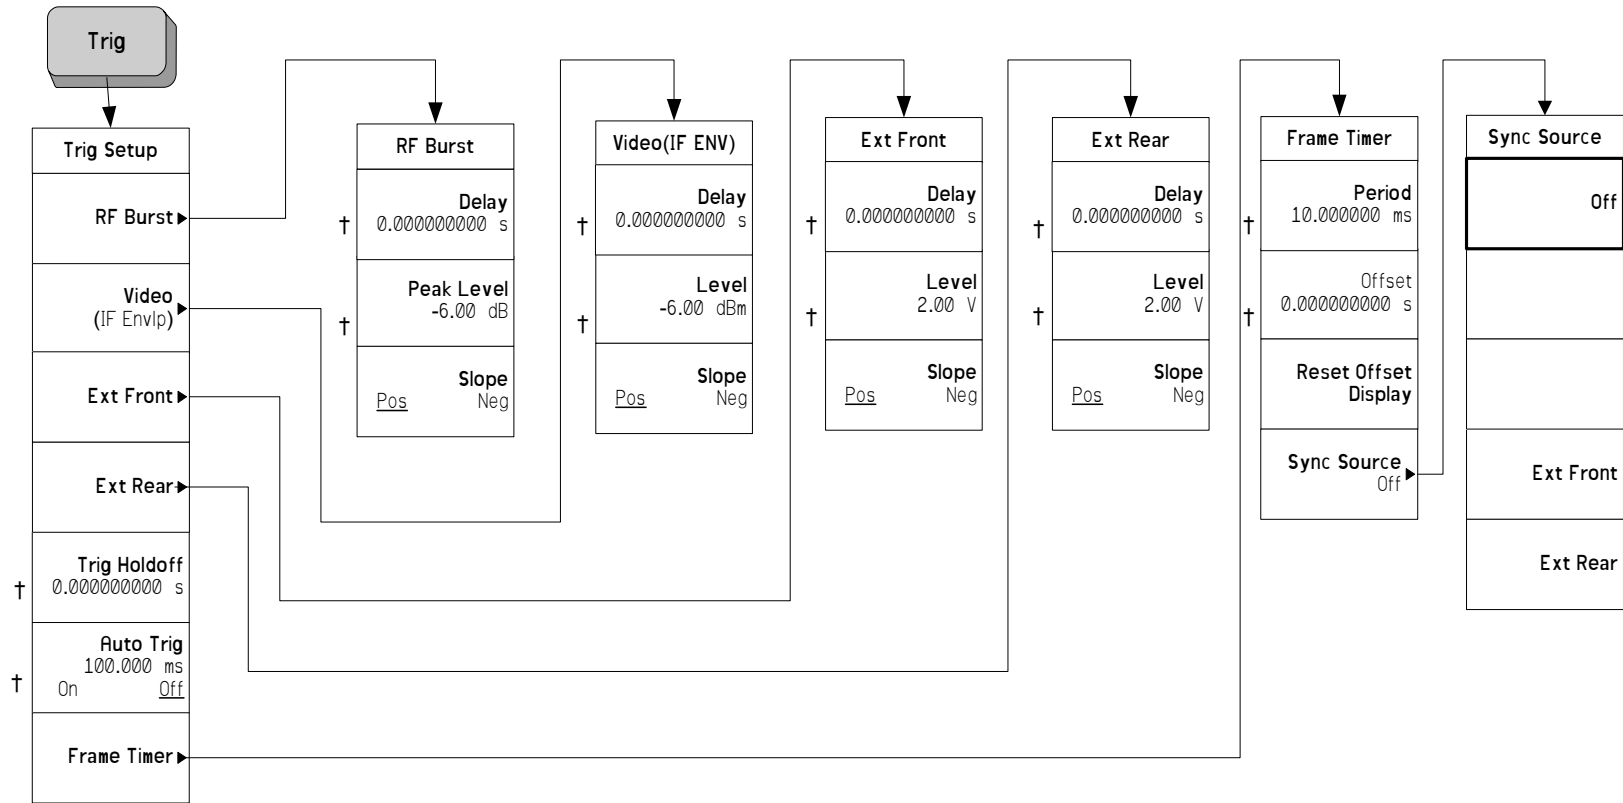 Trig
Trig Setup
RF Burst
Video
(IF Envlp)
Ext Front
Ext Rear
Trig Holdoff
† 0.000000000 s
Auto Trig
100.000 ms
† On Off
Frame Timer
RF Burst
Delay
† 0.000000000 s
Peak Level
-6.00 dB
†
Slope
Pos Neg
Video(IF ENV)
Delay
† 0.000000000 s
Level
-6.00 dBm
†
Slope
Pos Neg
Ext Front
Delay
† 0.000000000 s
Level
2.00 V
†
Slope
Pos Neg
Ext Rear
Delay
† 0.000000000 s
Level
2.00 V
†
Slope
Pos Neg
Frame Timer
Period
10.000000 ms
†
Offset
0.000000000 s
†
Reset Offset
Display
Sync Source
Off
Sync Source
Off
Ext Front
Ext Rear